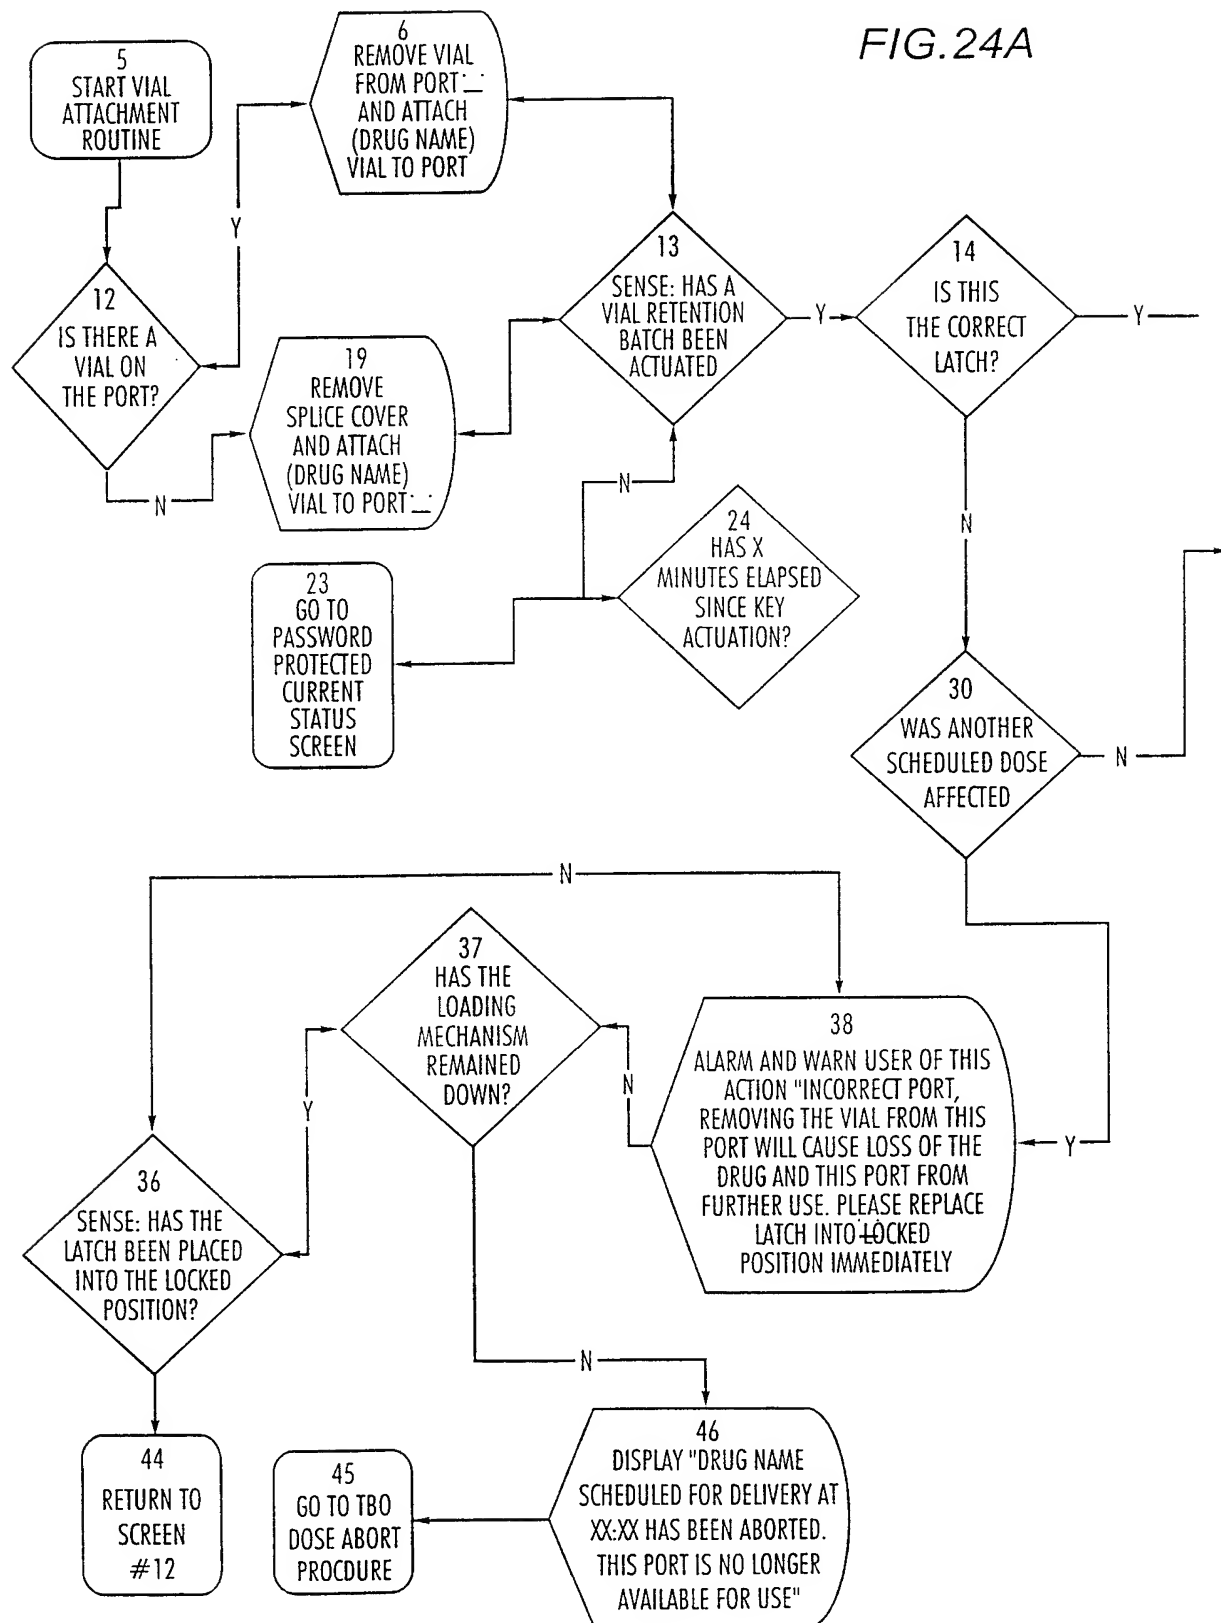 FIG.24A
5
START VIAL
ATTACHMENT
ROUTINE
6
REMOVE VIAL
FROM PORT__
AND ATTACH
(DRUG NAME)
VIAL TO PORT
Y
12
IS THERE A
VIAL ON
THE PORT?
N
19
REMOVE
SPLICE COVER
AND ATTACH
(DRUG NAME)
VIAL TO PORT__
13
SENSE: HAS A
VIAL RETENTION
BATCH BEEN
ACTUATED
Y
14
IS THIS
THE CORRECT
LATCH?
Y
N
N
24
HAS X
MINUTES ELAPSED
SINCE KEY
ACTUATION?
23
GO TO
PASSWORD
PROTECTED
CURRENT
STATUS
SCREEN
30
WAS ANOTHER
SCHEDULED DOSE
AFFECTED
N
Y
N
37
HAS THE
LOADING
MECHANISM
REMAINED
DOWN?
N
Y
38
ALARM AND WARN USER OF THIS
ACTION "INCORRECT PORT,
REMOVING THE VIAL FROM THIS
PORT WILL CAUSE LOSS OF THE
DRUG AND THIS PORT FROM
FURTHER USE. PLEASE REPLACE
LATCH INTO LOCKED
POSITION IMMEDIATELY
36
SENSE: HAS THE
LATCH BEEN PLACED
INTO THE LOCKED
POSITION?
N
44
RETURN TO
SCREEN
#12
45
GO TO TBO
DOSE ABORT
PROCDURE
46
DISPLAY "DRUG NAME
SCHEDULED FOR DELIVERY AT
XX:XX HAS BEEN ABORTED.
THIS PORT IS NO LONGER
AVAILABLE FOR USE"